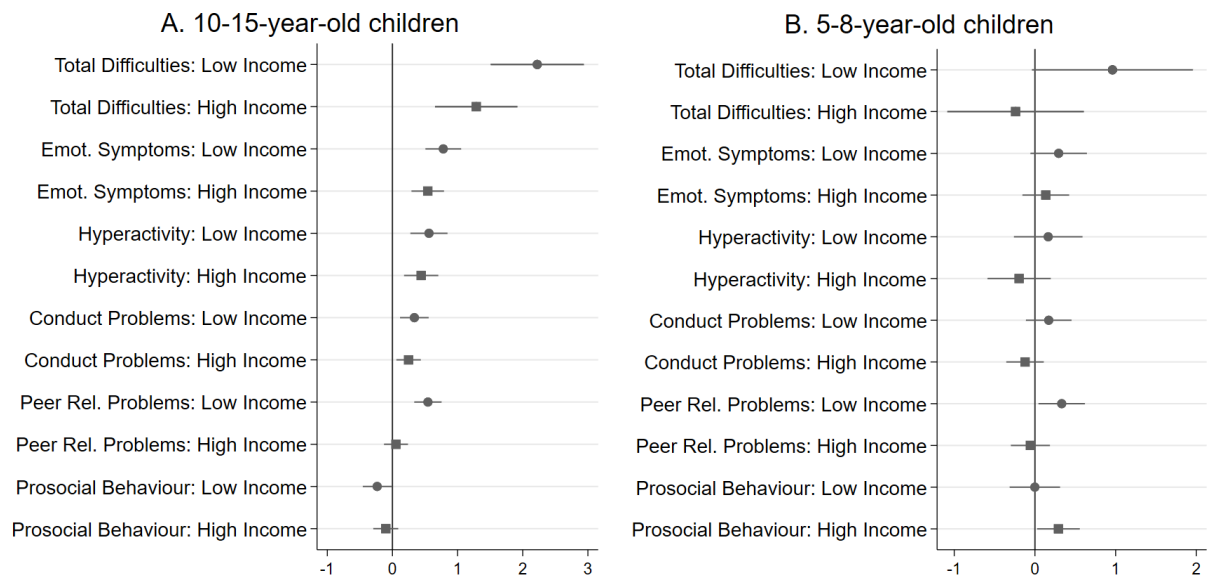 A. 10-15-year-old children
Total Difficulties: Low Income
Total Difficulties: High Income
Emot. Symptoms: Low Income
Emot. Symptoms: High Income
Hyperactivity: Low Income
Hyperactivity: High Income
Conduct Problems: Low Income
Conduct Problems: High Income
Peer Rel. Problems: Low Income
Peer Rel. Problems: High Income
Prosocial Behaviour: Low Income
Prosocial Behaviour: High Income
-1 0 1 2 3
B. 5-8-year-old children
Total Difficulties: Low Income
Total Difficulties: High Income
Emot. Symptoms: Low Income
Emot. Symptoms: High Income
Hyperactivity: Low Income
Hyperactivity: High Income
Conduct Problems: Low Income
Conduct Problems: High Income
Peer Rel. Problems: Low Income
Peer Rel. Problems: High Income
Prosocial Behaviour: Low Income
Prosocial Behaviour: High Income
-1 0 1 2